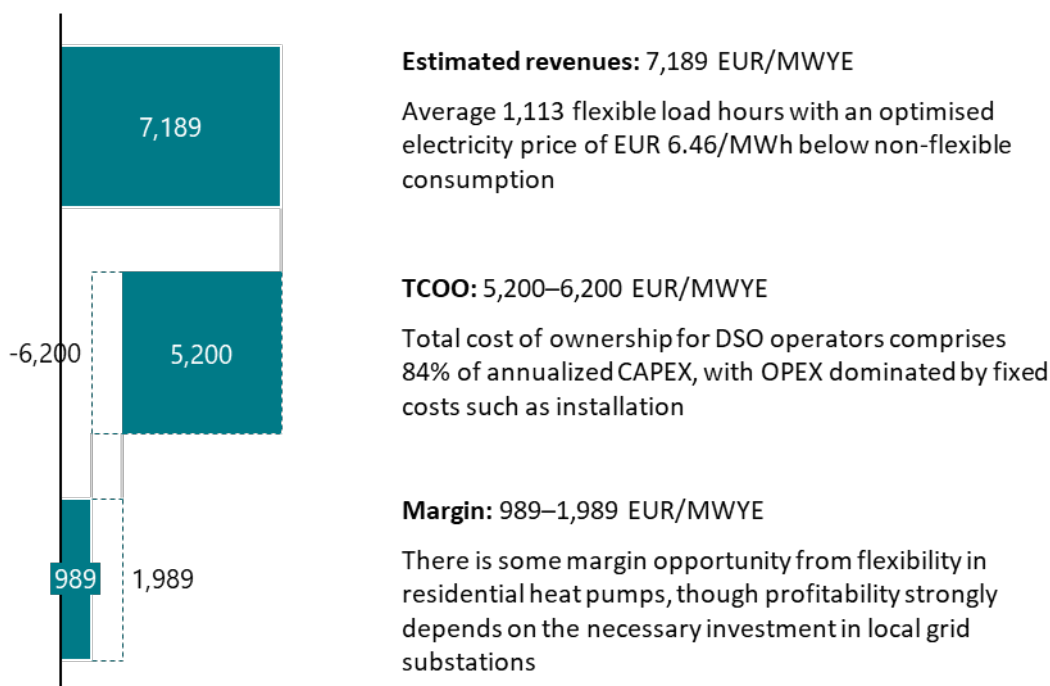 Estimated revenues: 7,189 EUR/MWYE
7,189
Average 1,113 flexible load hours with an optimised
electricity price of EUR 6.46/MWh below non-flexible
consumption
TCOO: 5,200–6,200 EUR/MWYE
-6,200
5,200
Total cost of ownership for DSO operators comprises
84% of annualized CAPEX, with OPEX dominated by fixed
costs such as installation
Margin: 989–1,989 EUR/MWYE
989
1,989
There is some margin opportunity from flexibility in
residential heat pumps, though profitability strongly
depends on the necessary investment in local grid
substations